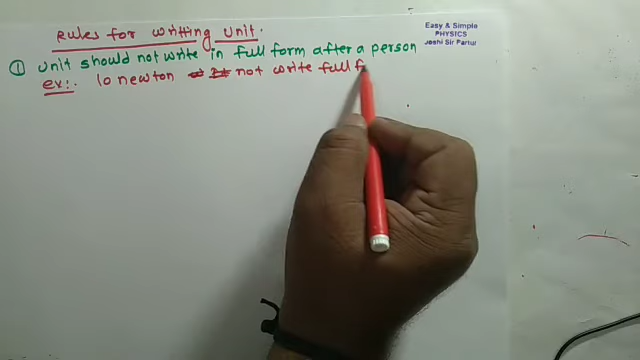 Rules for writting unit.
Easy & Simple
PHYSICS
Joshi Sir Partur
① unit should not write in full form after a person
ex:- 10 newton not write full f